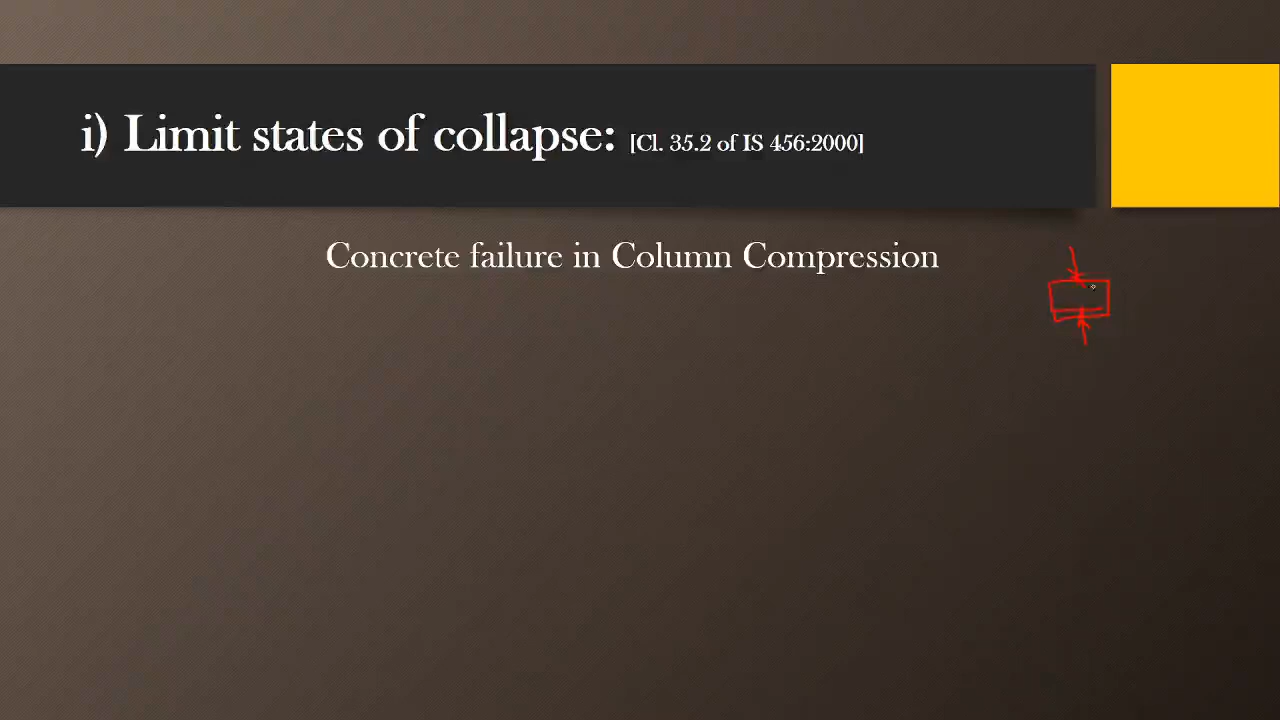 i) Limit states of collapse: [Cl. 35.2 of IS 456:2000]
Concrete failure in Column Compression